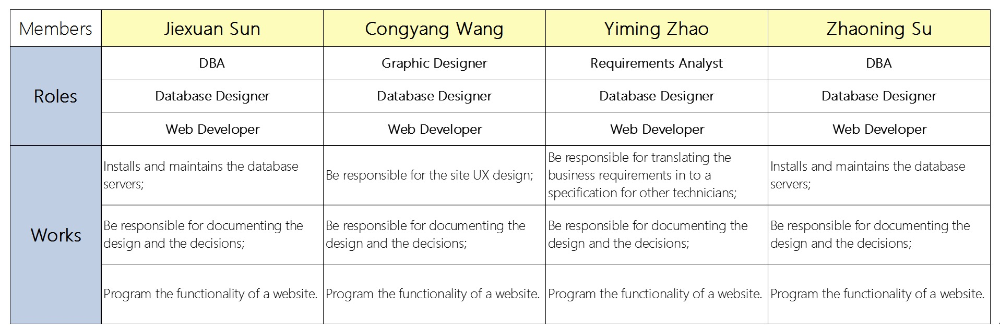 Members Jiexuan Sun Congyang Wang Yiming Zhao Zhaoning Su
Roles
DBA Graphic Designer Requirements Analyst DBA
Database Designer Database Designer Database Designer Database Designer
Web Developer Web Developer Web Developer Web Developer
Works
Installs and maintains the database
servers;
Be responsible for the site UX design;
Be responsible for translating the
business requirements in to a
specification for other technicians;
Installs and maintains the database
servers;
Be responsible for documenting the
design and the decisions;
Be responsible for documenting the
design and the decisions;
Be responsible for documenting the
design and the decisions;
Be responsible for documenting the
design and the decisions;
Program the functionality of a website.
Program the functionality of a website.
Program the functionality of a website.
Program the functionality of a website.